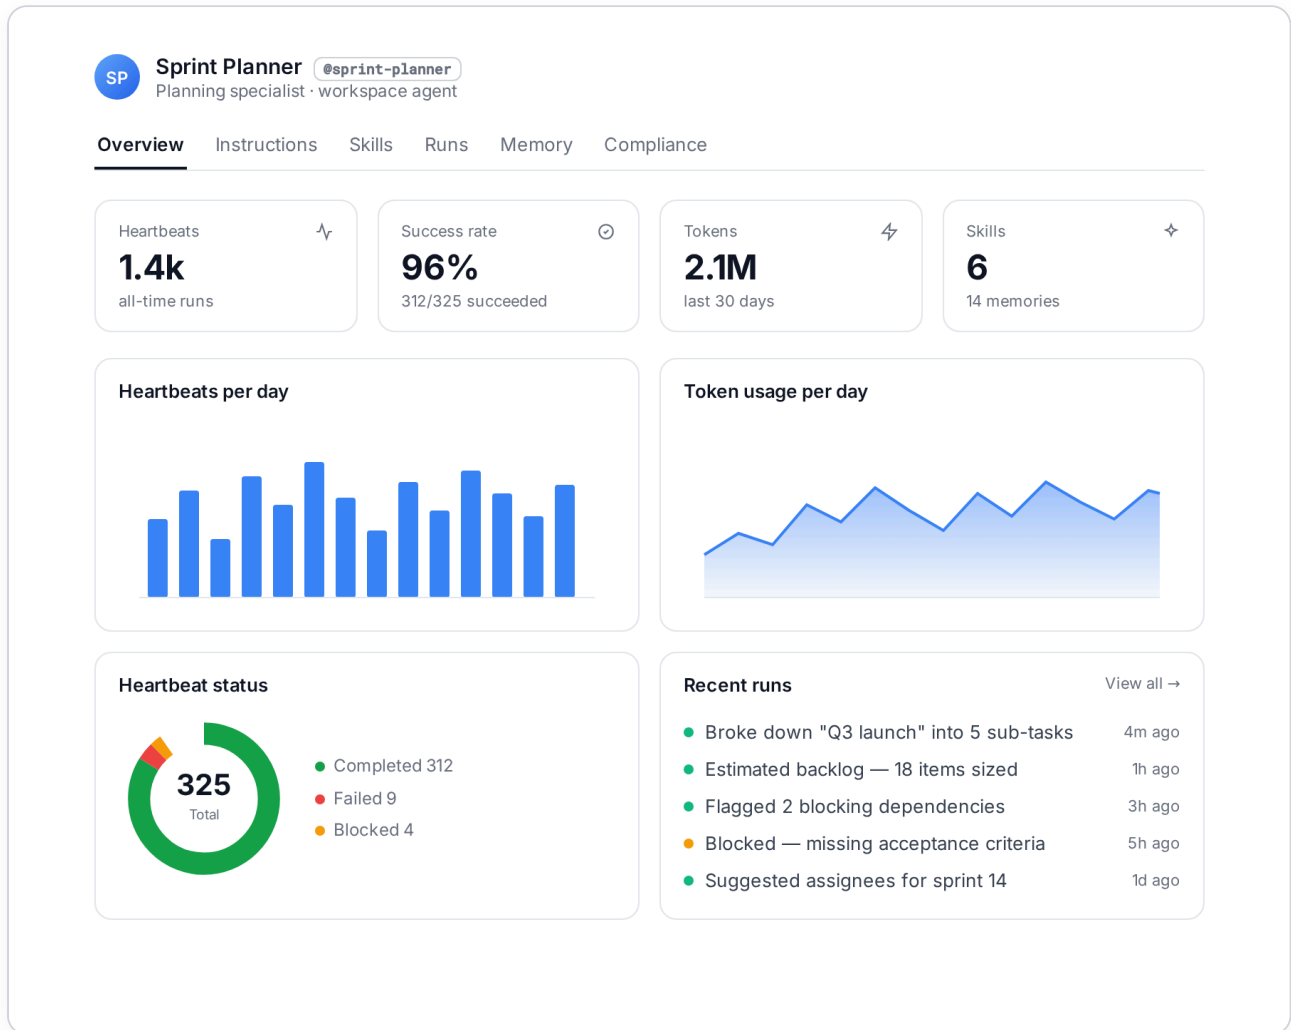 SP
Sprint Planner @sprint-planner
Planning specialist · workspace agent
Overview Instructions Skills Runs Memory Compliance
Heartbeats
1.4k
all-time runs
Success rate
96%
312/325 succeeded
Tokens
2.1M
last 30 days
Skills
6
14 memories
Heartbeats per day
Token usage per day
Heartbeat status
325
Total
Completed 312
Failed 9
Blocked 4
Recent runs View all →
Broke down "Q3 launch" into 5 sub-tasks 4m ago
Estimated backlog — 18 items sized 1h ago
Flagged 2 blocking dependencies 3h ago
Blocked — missing acceptance criteria 5h ago
Suggested assignees for sprint 14 1d ago